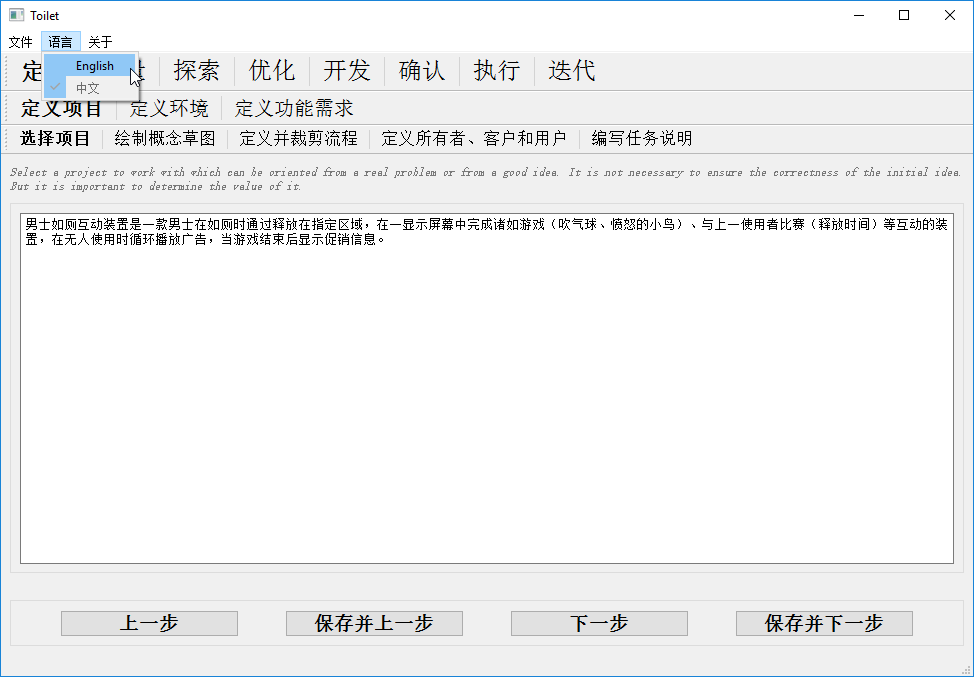 Toilet
文件 语言 关于
English
中文
定 探索 优化 开发 确认 执行 迭代
定义项目 定义环境 定义功能需求
选择项目 绘制概念草图 定义并裁剪流程 定义所有者、客户和用户 编写任务说明
Select a project to work with which can be oriented from a real problem or from a good idea. It is not necessary to ensure the correctness of the initial idea.
But it is important to determine the value of it.
男士如厕互动装置是一款男士在如厕时通过释放在指定区域，在一显示屏幕中完成诸如游戏（吹气球、愤怒的小鸟）、与上一使用者比赛（释放时间）等互动的装
置，在无人使用时循环播放广告，当游戏结束后显示促销信息。
上一步 保存并上一步 下一步 保存并下一步